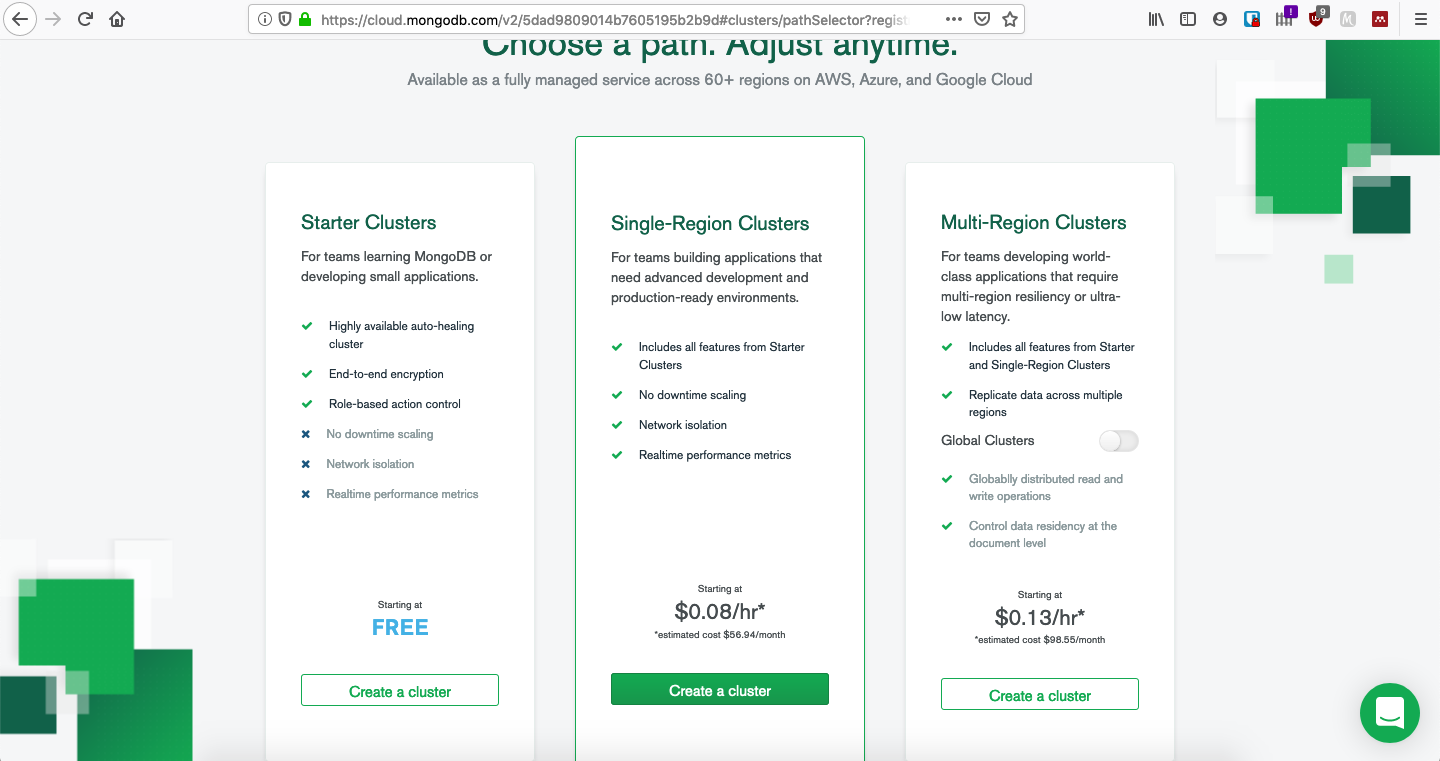 https://cloud.mongodb.com/v2/5dad9809014b7605195b2b9d#clusters/pathSelector?regist
!
9
Choose a path. Adjust anytime.
Available as a fully managed service across 60+ regions on AWS, Azure, and Google Cloud
Starter Clusters
For teams learning MongoDB or
developing small applications.
Highly available auto-healing
cluster
End-to-end encryption
Role-based action control
No downtime scaling
Network isolation
Realtime performance metrics
Starting at
FREE
Create a cluster
Single-Region Clusters
For teams building applications that
need advanced development and
production-ready environments.
Includes all features from Starter
Clusters
No downtime scaling
Network isolation
Realtime performance metrics
Starting at
$0.08/hr*
*estimated cost $56.94/month
Create a cluster
Multi-Region Clusters
For teams developing world-
class applications that require
multi-region resiliency or ultra-
low latency.
Includes all features from Starter
and Single-Region Clusters
Replicate data across multiple
regions
Global Clusters
Globablly distributed read and
write operations
Control data residency at the
document level
Starting at
$0.13/hr*
*estimated cost $98.55/month
Create a cluster